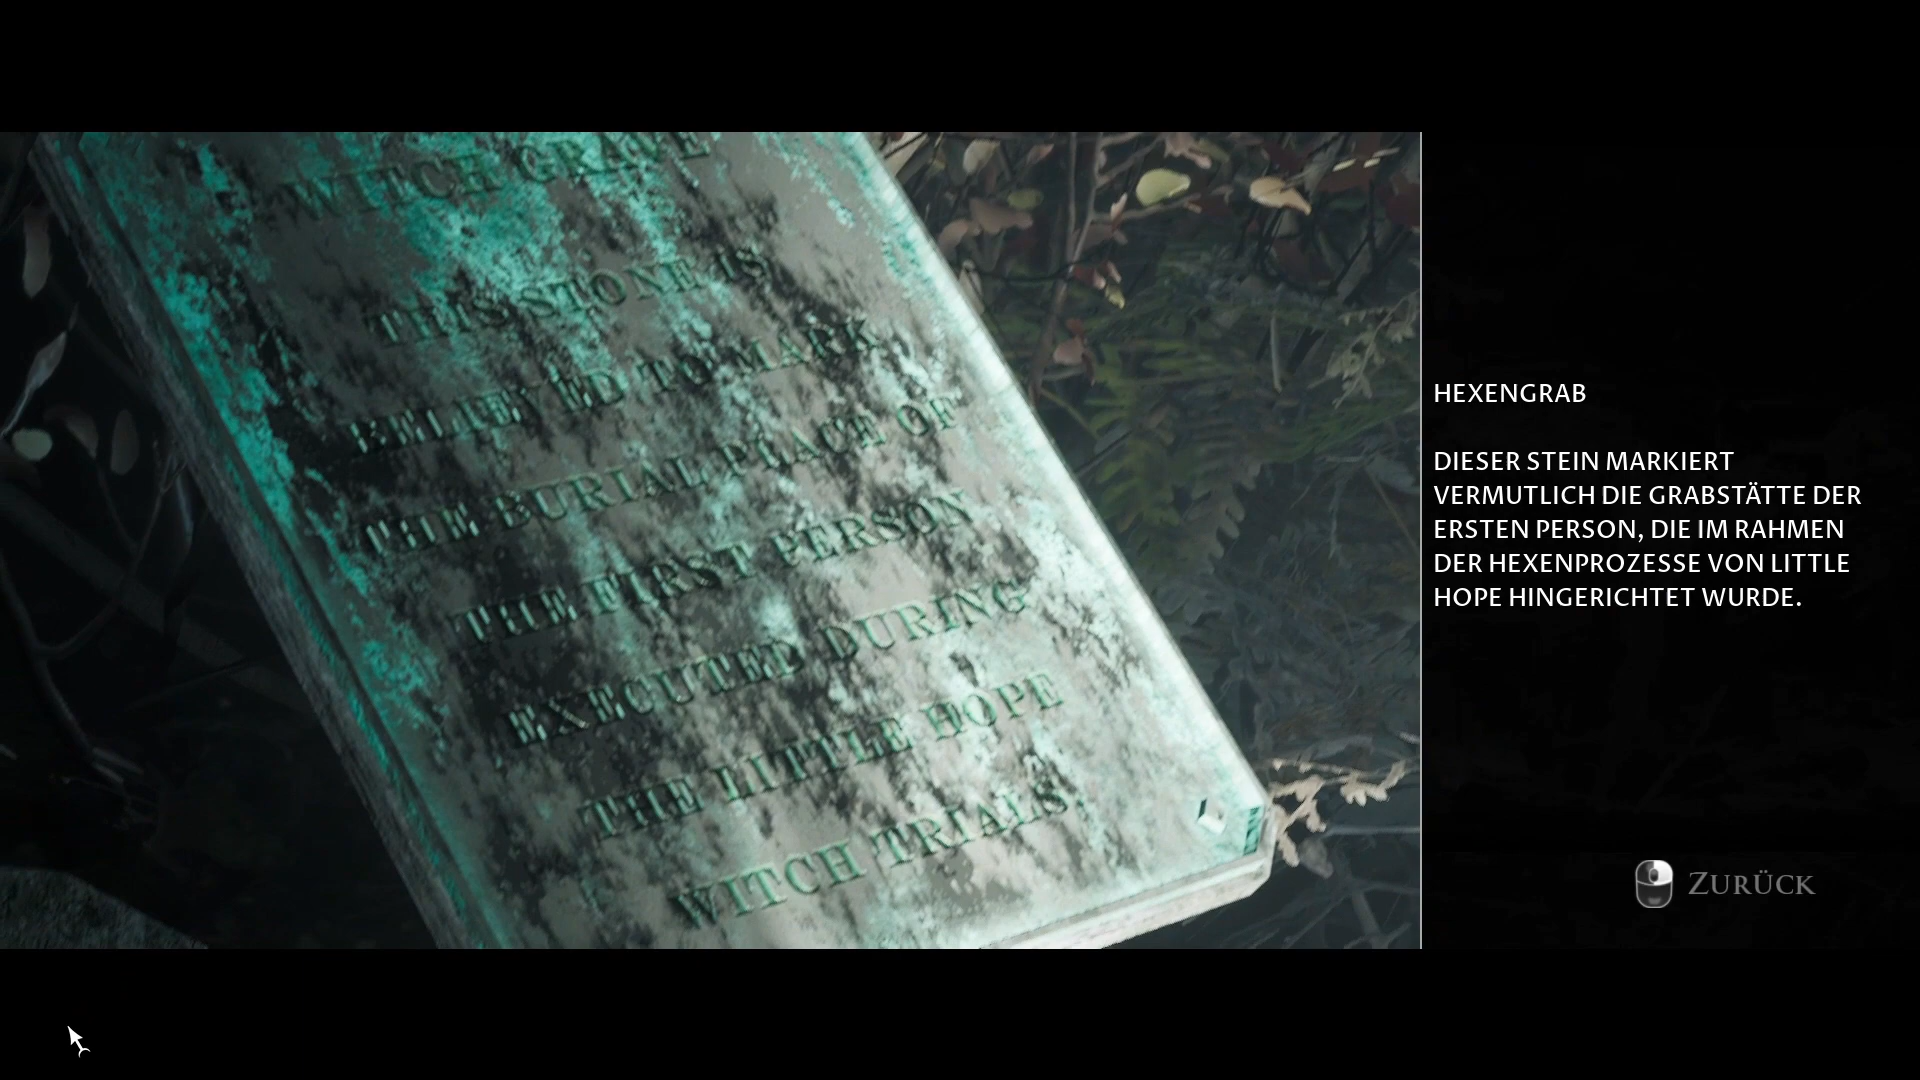 WITCH GRAVE
THIS STONE IS
BELIEVED TO MARK
THE BURIAL PLACE OF
THE FIRST PERSON
EXECUTED DURING
THE LITTLE HOPE
WITCH TRIALS.
HEXENGRAB
DIESER STEIN MARKIERT
VERMUTLICH DIE GRABSTÄTTE DER
ERSTEN PERSON, DIE IM RAHMEN
DER HEXENPROZESSE VON LITTLE
HOPE HINGERICHTET WURDE.
ZURÜCK